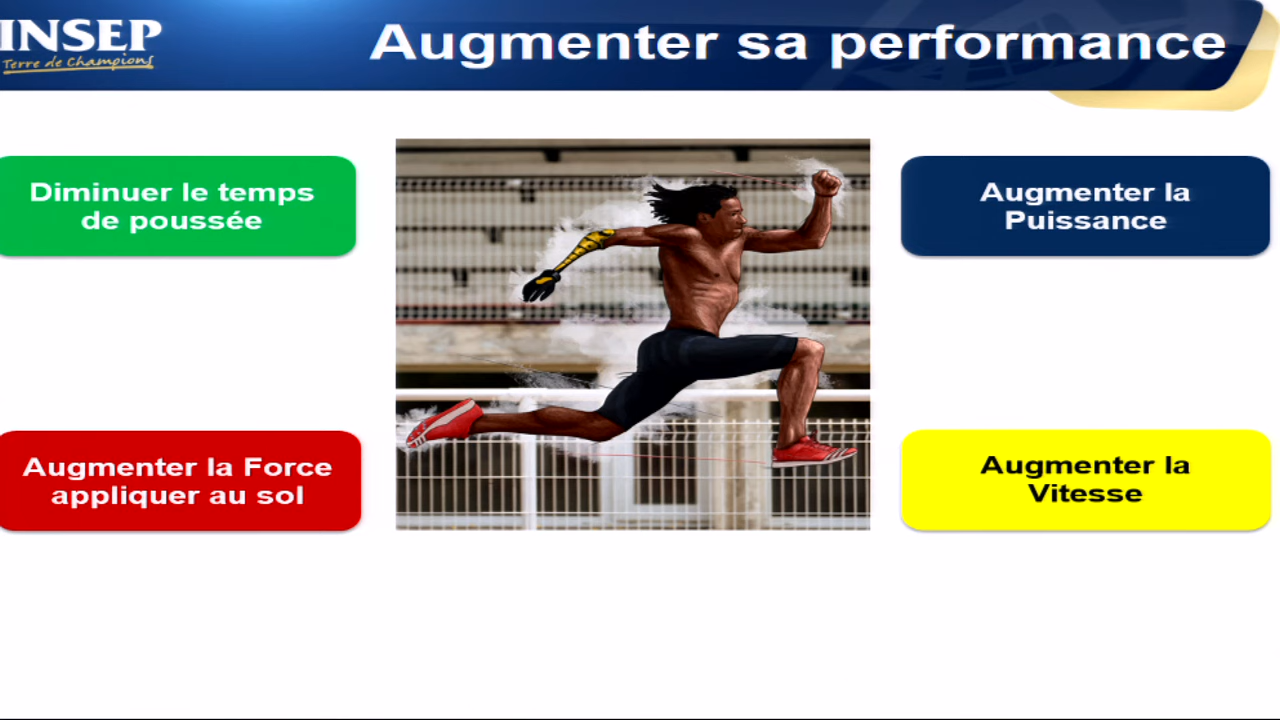 INSEP
Terre de Champions
Augmenter sa performance
Diminuer le temps
de poussée
Augmenter la
Puissance
Augmenter la Force
appliquer au sol
Augmenter la
Vitesse